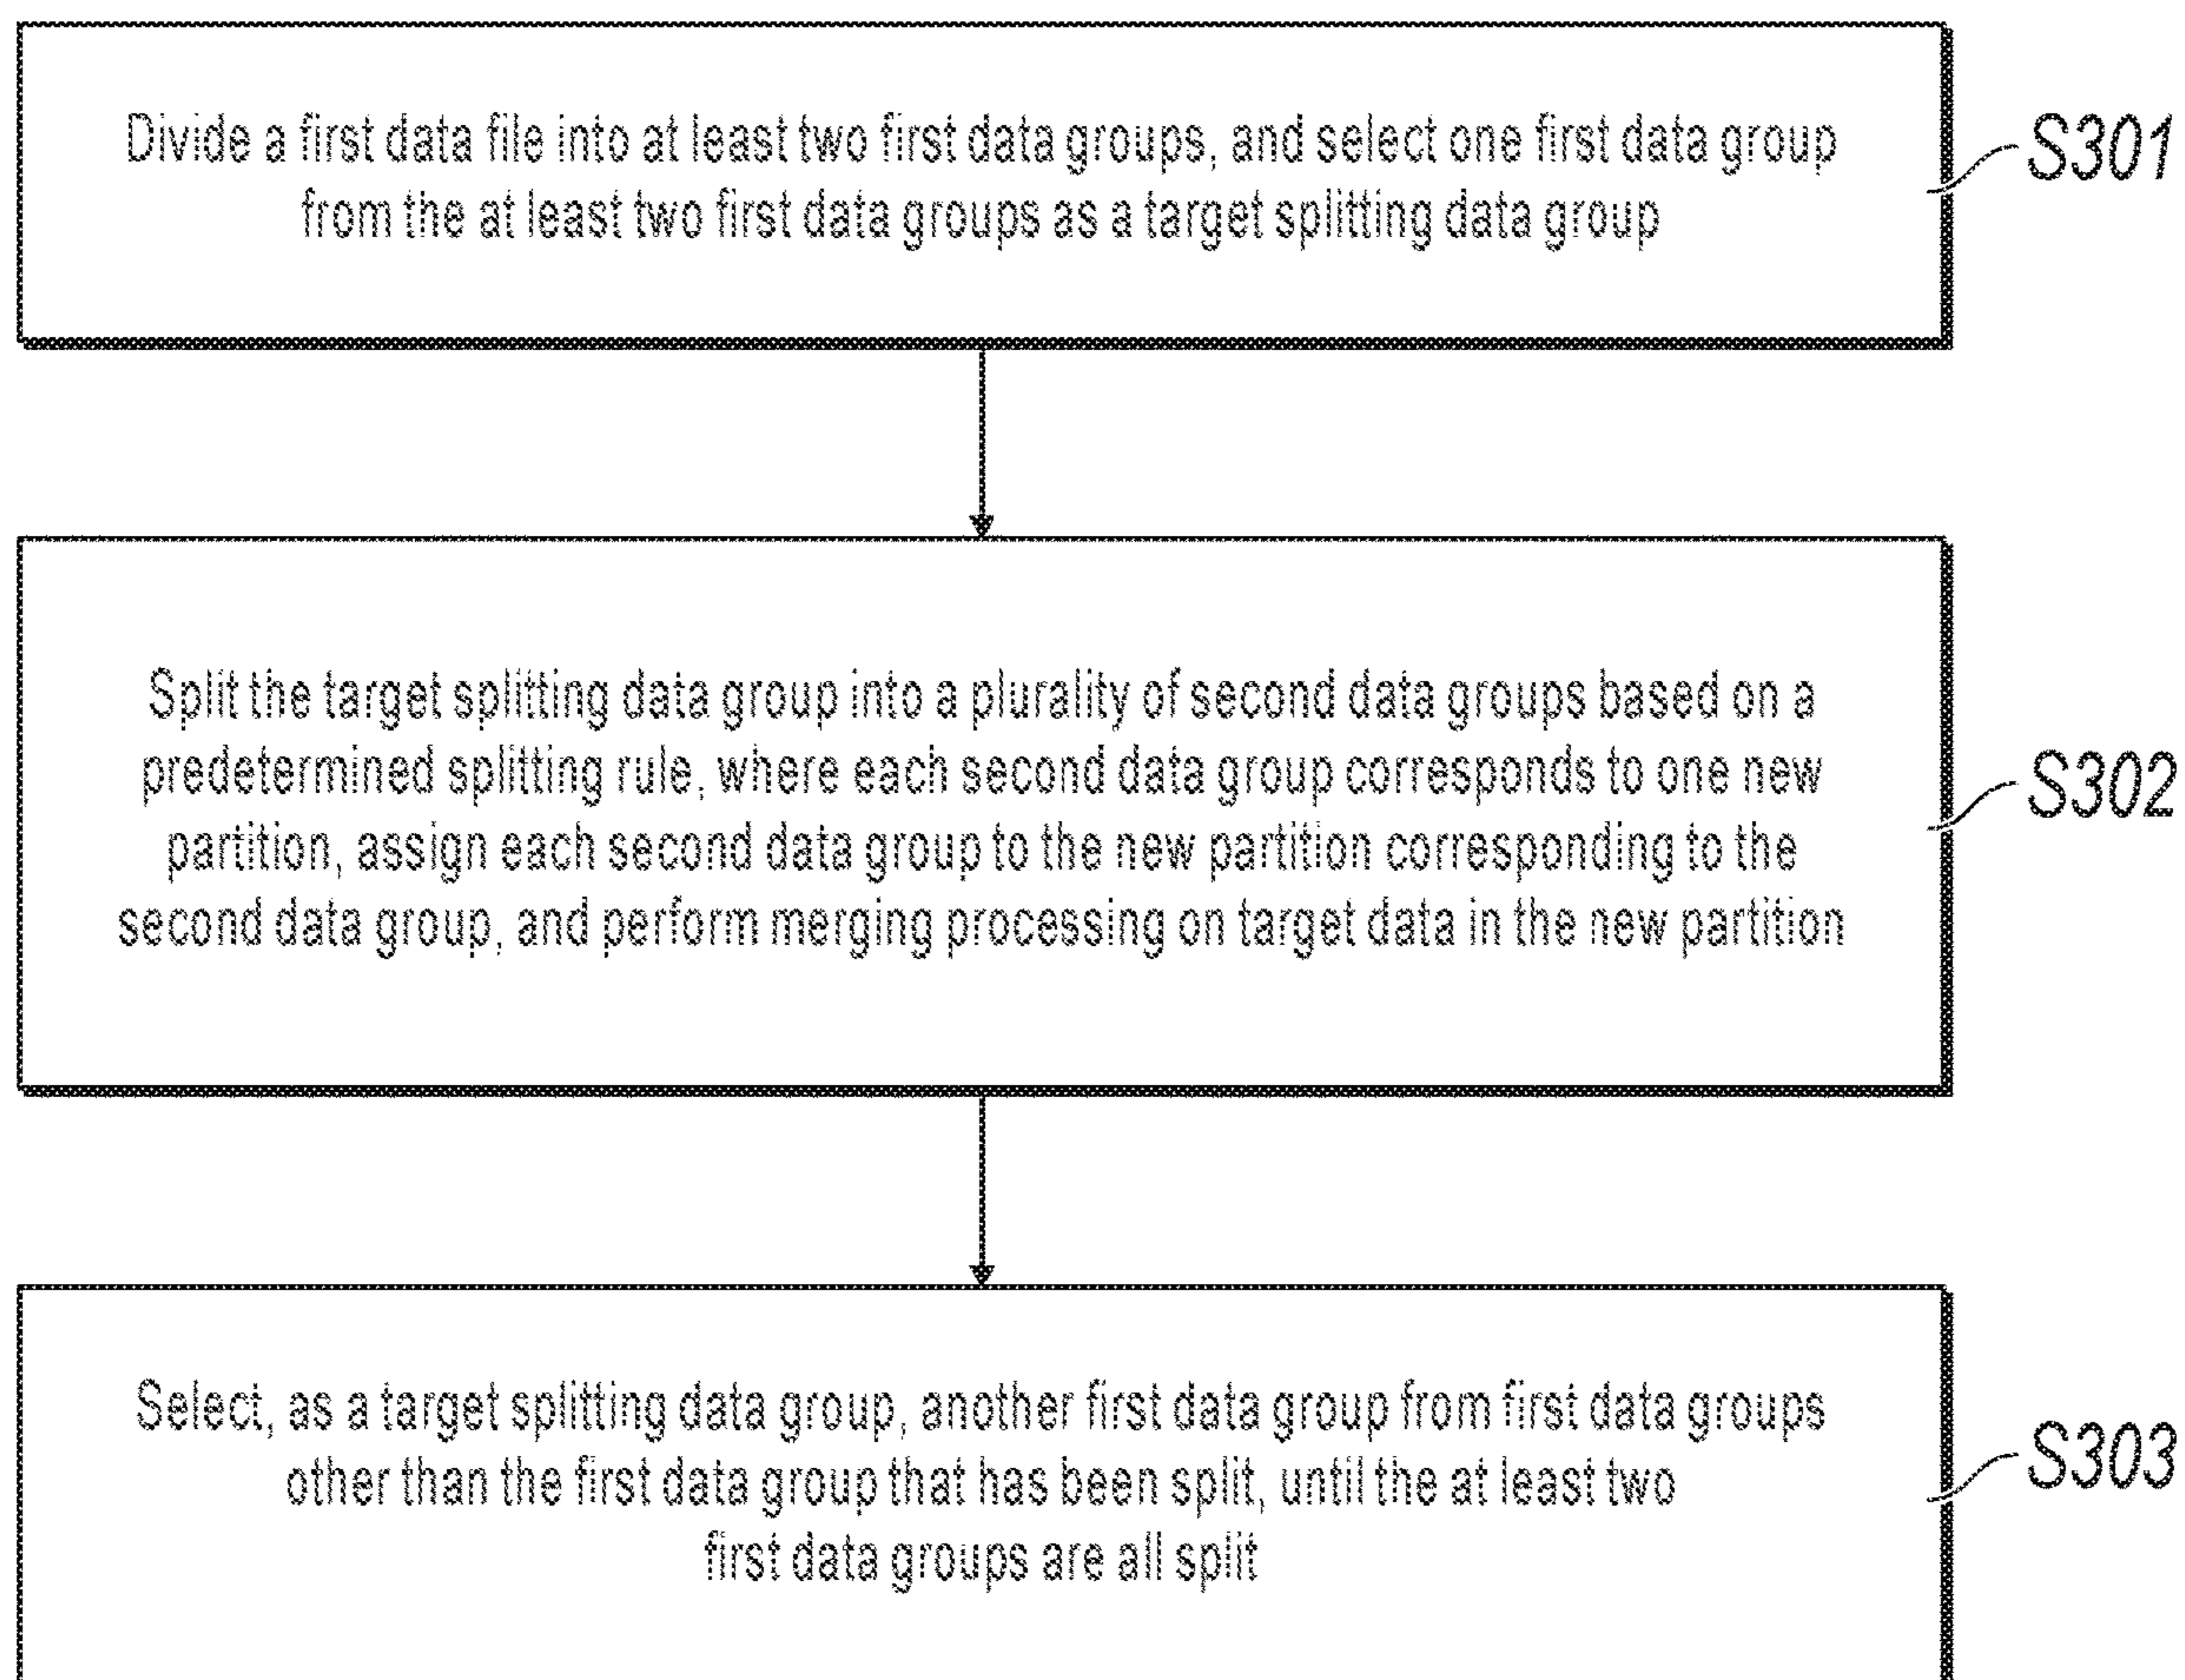 Divide a first data file into at least two first data groups, and select one first data group
from the at least two first data groups as a target splitting data group
S301
Split the target splitting data group into a plurality of second data groups based on a
predetermined splitting rule, where each second data group corresponds to one new
partition, assign each second data group to the new partition corresponding to the
second data group, and perform merging processing on target data in the new partition
S302
Select, as a target splitting data group, another first data group from first data groups
other than the first data group that has been split, until the at least two
first data groups are all split
S303